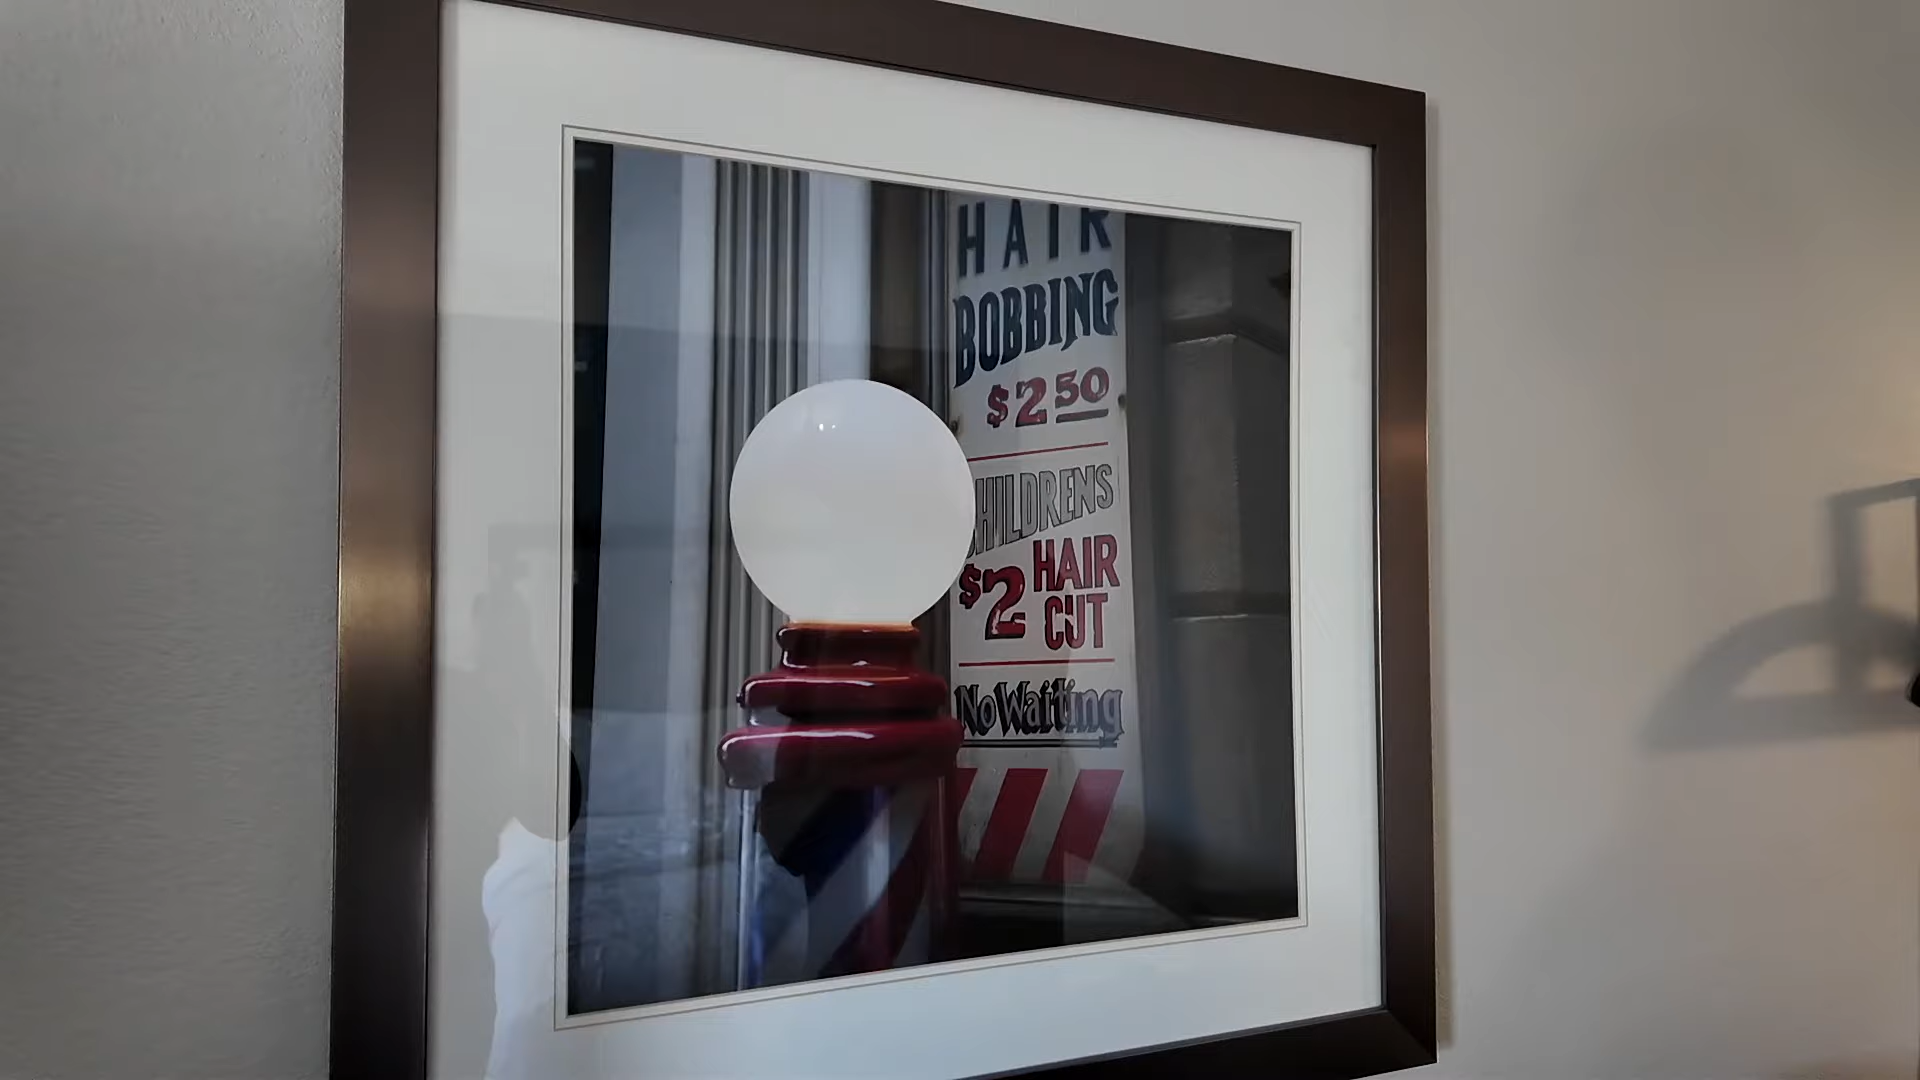 HAIR
BOBBING
$2 50
CHILDRENS
$2 HAIR
CUT
No Waiting